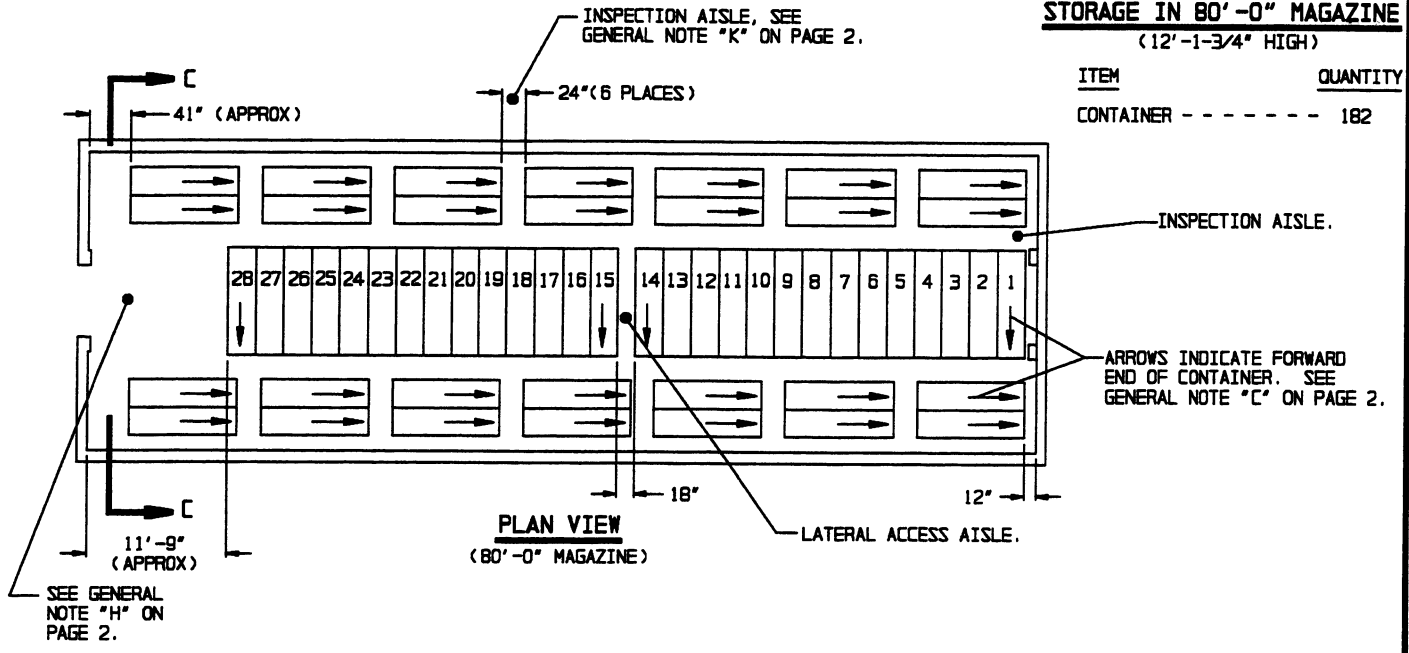 INSPECTION AISLE, SEE
GENERAL NOTE "K" ON PAGE 2.
STORAGE IN 80'-0" MAGAZINE
(12'-1-3/4" HIGH)
ITEM QUANTITY
CONTAINER - - - - - - - 182
C
41" (APPROX)
24"(6 PLACES)
INSPECTION AISLE.
28 27 26 25 24 23 22 21 20 19 18 17 16 15 14 13 12 11 10 9 8 7 6 5 4 3 2 1
ARROWS INDICATE FORWARD
END OF CONTAINER. SEE
GENERAL NOTE "C" ON PAGE 2.
C
18"
12"
11'-9"
(APPROX)
PLAN VIEW
(80'-0" MAGAZINE)
LATERAL ACCESS AISLE.
SEE GENERAL
NOTE "H" ON
PAGE 2.